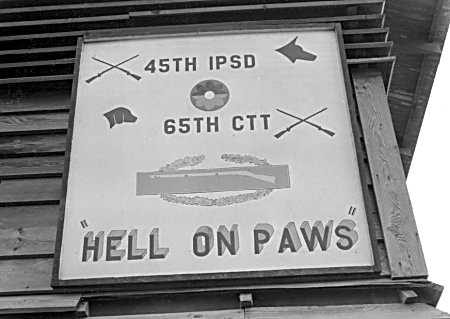 45TH IPSD
65TH CTT
"HELL ON PAWS"